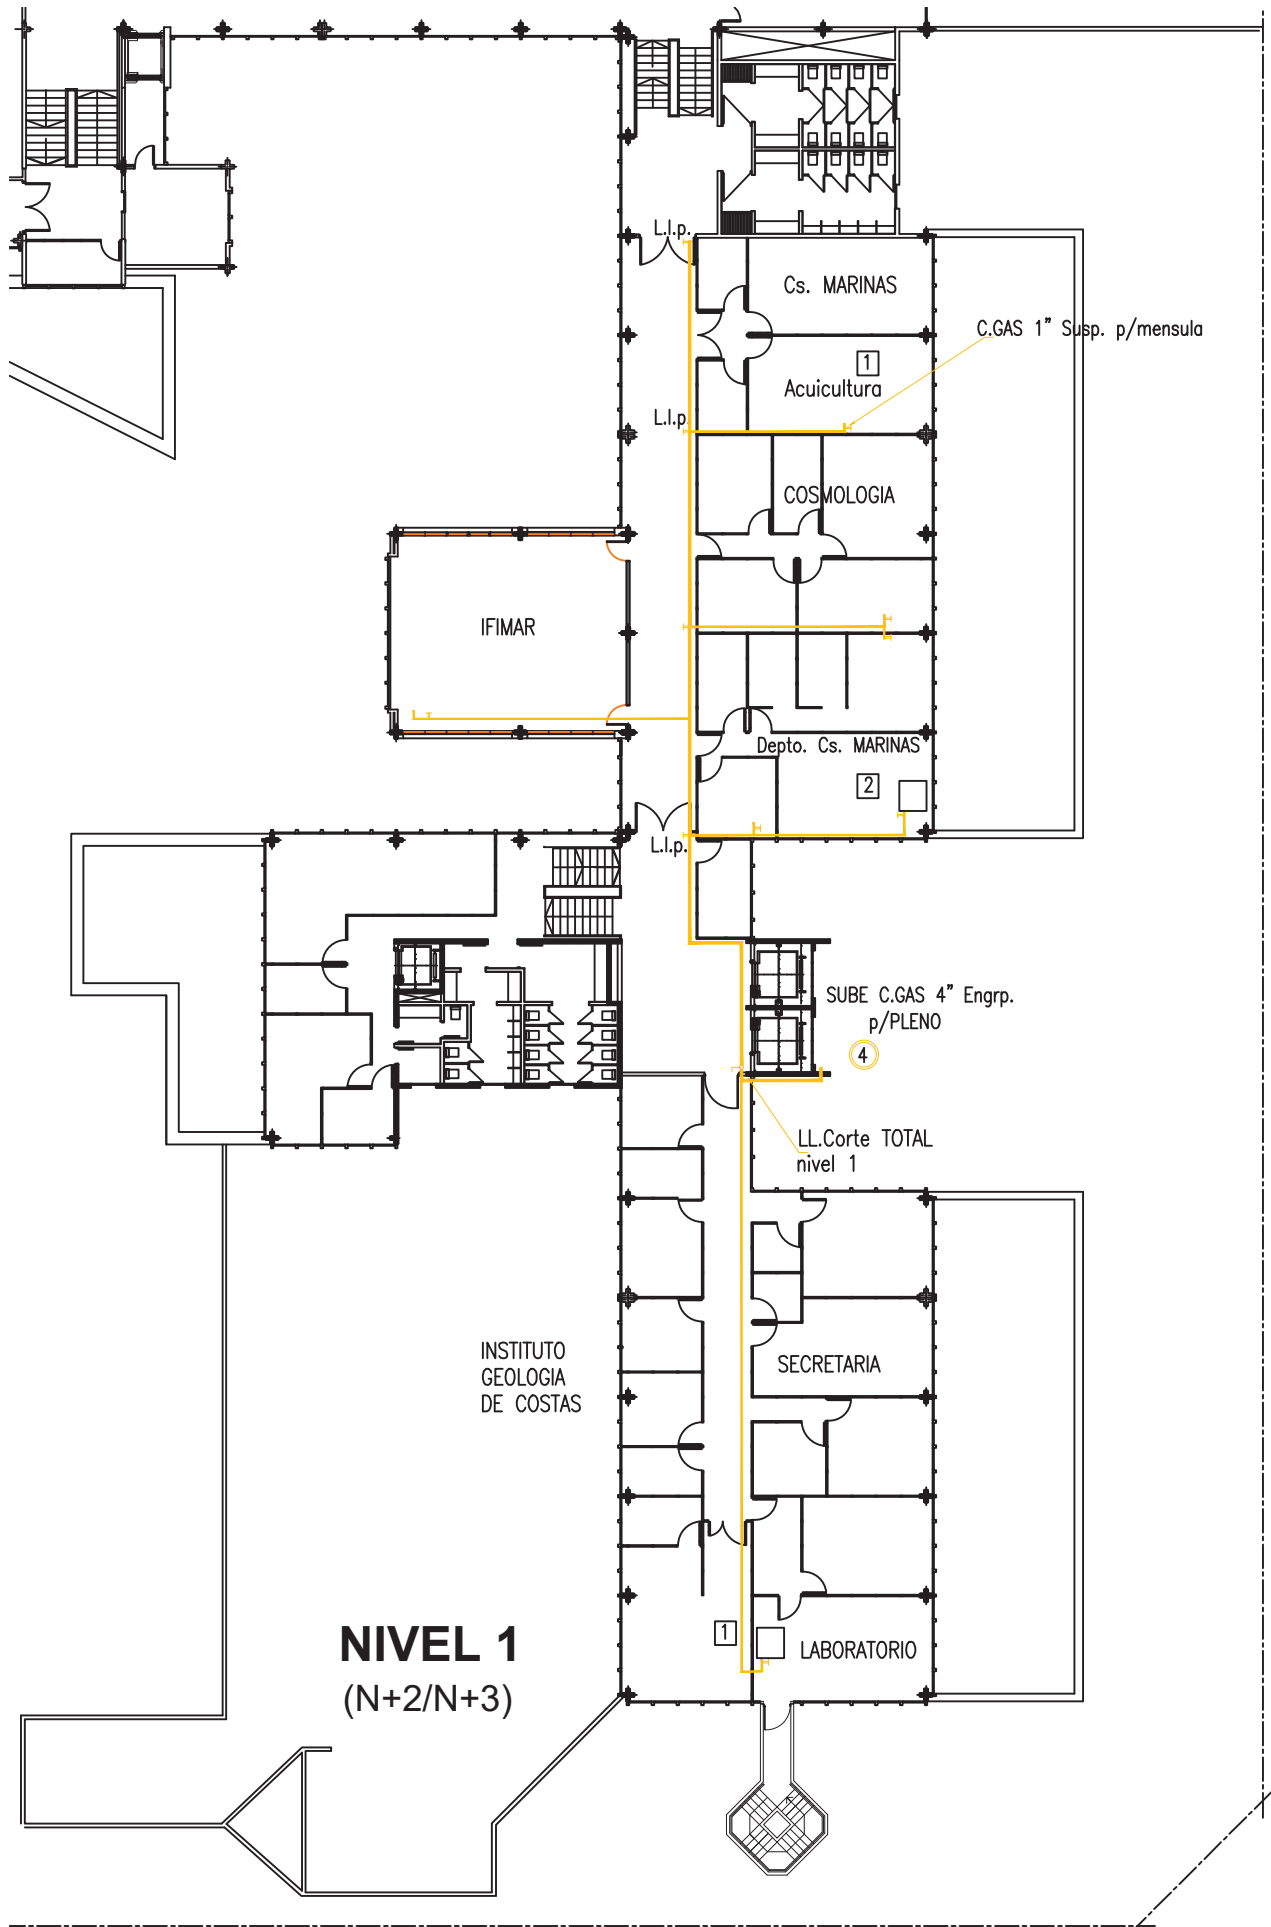 L.I.p.
Cs. MARINAS
C.GAS 1" Susp. p/mensula
1
Acuicultura
L.I.p.
COSMOLOGIA
IFIMAR
Depto. Cs. MARINAS
2
L.I.p.
SUBE C.GAS 4" Engrp.
p/PLENO
4
LL.Corte TOTAL
nivel 1
INSTITUTO
GEOLOGIA
DE COSTAS
SECRETARIA
1
LABORATORIO
NIVEL 1
(N+2/N+3)